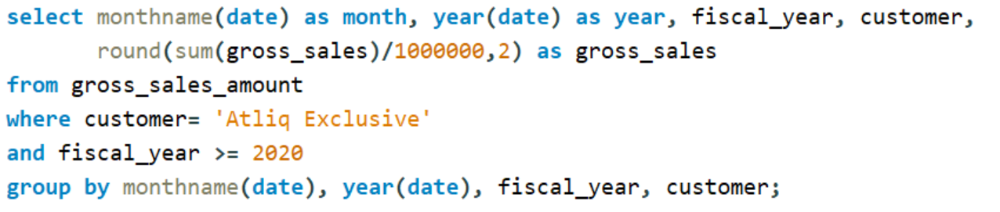 select monthname(date) as month, year(date) as year, fiscal_year, customer,
round(sum(gross_sales)/1000000,2) as gross_sales
from gross_sales_amount
where customer= 'Atliq Exclusive'
and fiscal_year >= 2020
group by monthname(date), year(date), fiscal_year, customer;